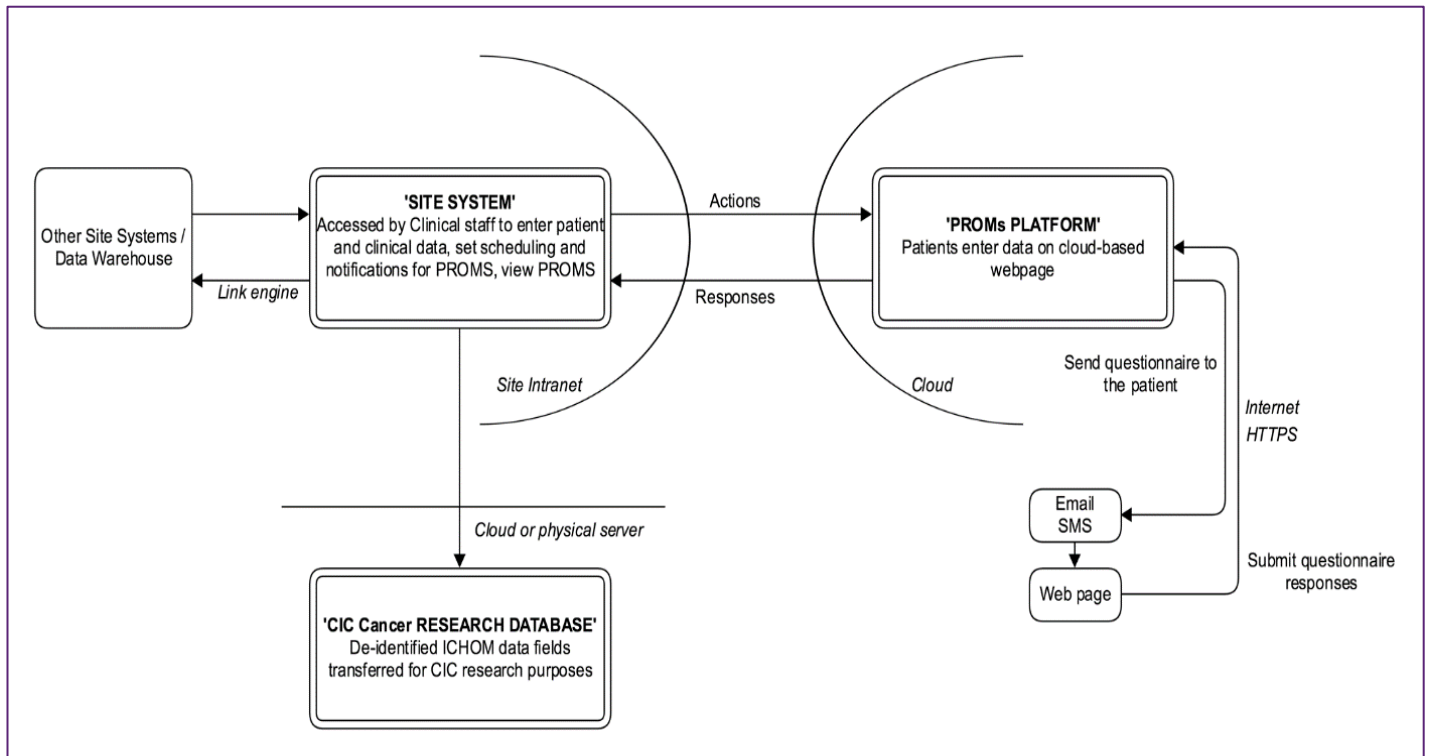 Other Site Systems /
Data Warehouse
Link engine
'SITE SYSTEM'
Accessed by Clinical staff to enter patient
and clinical data, set scheduling and
notifications for PROMS, view PROMS
Actions
Responses
'PROMs PLATFORM'
Patients enter data on cloud-based
webpage
Site Intranet
Cloud
Send questionnaire to
the patient
Internet
HTTPS
Email
SMS
Web page
Submit questionnaire
responses
Cloud or physical server
'CIC Cancer RESEARCH DATABASE'
De-identified ICHOM data fields
transferred for CIC research purposes